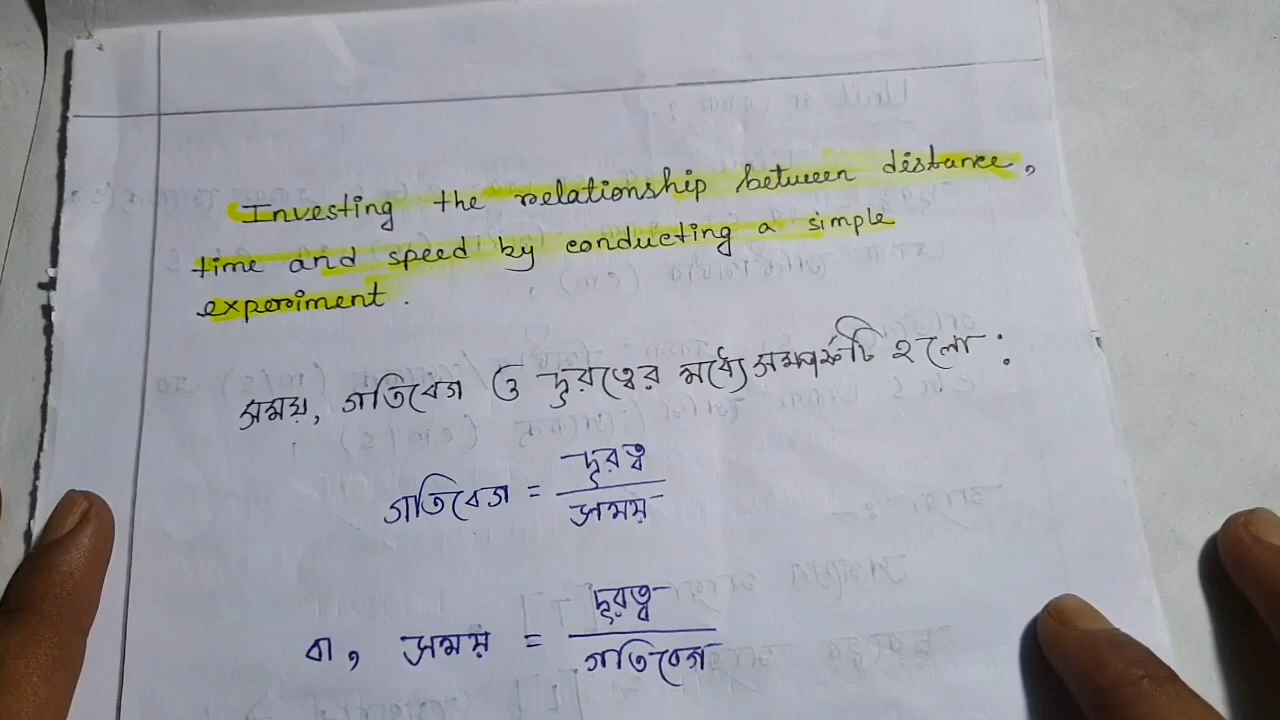 Investing the relationship between distance,
time and speed by conducting a simple
experiment.
সময়, গতিবেগ ও দূরত্বের মধ্যে সম্পর্কটি হলো:
গতিবেগ = দূরত্ব / সময়
বা, সময় = দূরত্ব / গতিবেগ